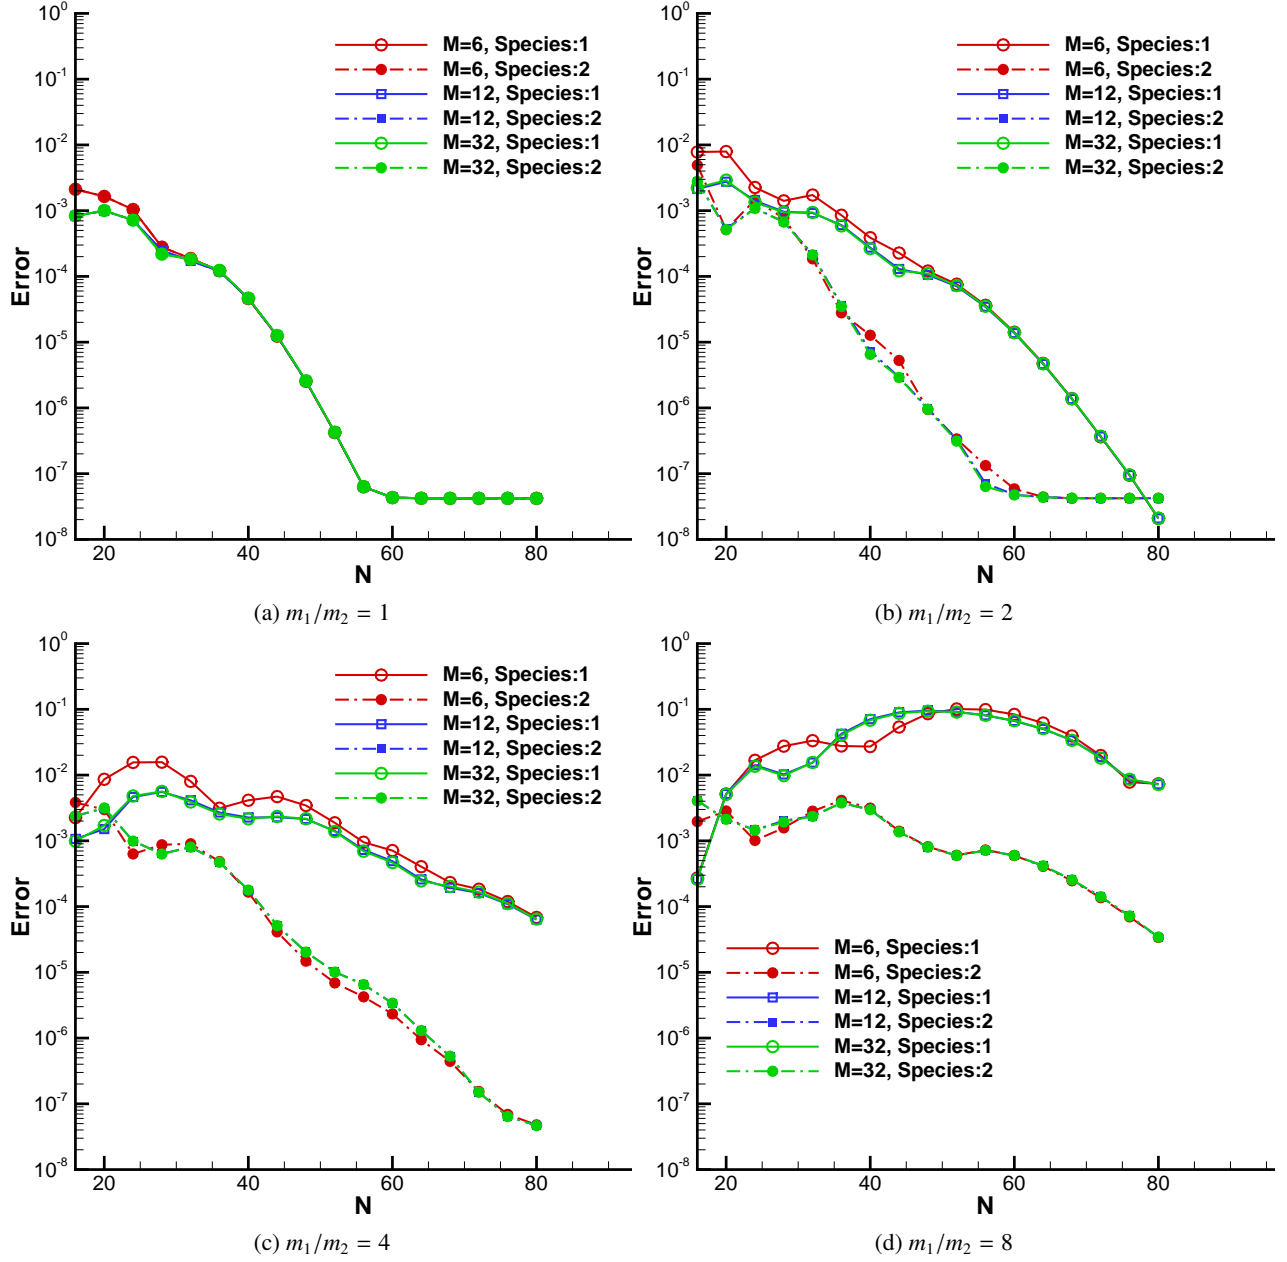 10^0
10^-1
10^-2
10^-3
10^-4
10^-5
10^-6
10^-7
10^-8
Error
20 40 60 80
N
M=6, Species:1
M=6, Species:2
M=12, Species:1
M=12, Species:2
M=32, Species:1
M=32, Species:2
(a) m₁/m₂ = 1
10^0
10^-1
10^-2
10^-3
10^-4
10^-5
10^-6
10^-7
10^-8
Error
20 40 60 80
N
M=6, Species:1
M=6, Species:2
M=12, Species:1
M=12, Species:2
M=32, Species:1
M=32, Species:2
(b) m₁/m₂ = 2
10^0
10^-1
10^-2
10^-3
10^-4
10^-5
10^-6
10^-7
10^-8
Error
20 40 60 80
N
M=6, Species:1
M=6, Species:2
M=12, Species:1
M=12, Species:2
M=32, Species:1
M=32, Species:2
(c) m₁/m₂ = 4
10^0
10^-1
10^-2
10^-3
10^-4
10^-5
10^-6
10^-7
10^-8
Error
20 40 60 80
N
M=6, Species:1
M=6, Species:2
M=12, Species:1
M=12, Species:2
M=32, Species:1
M=32, Species:2
(d) m₁/m₂ = 8